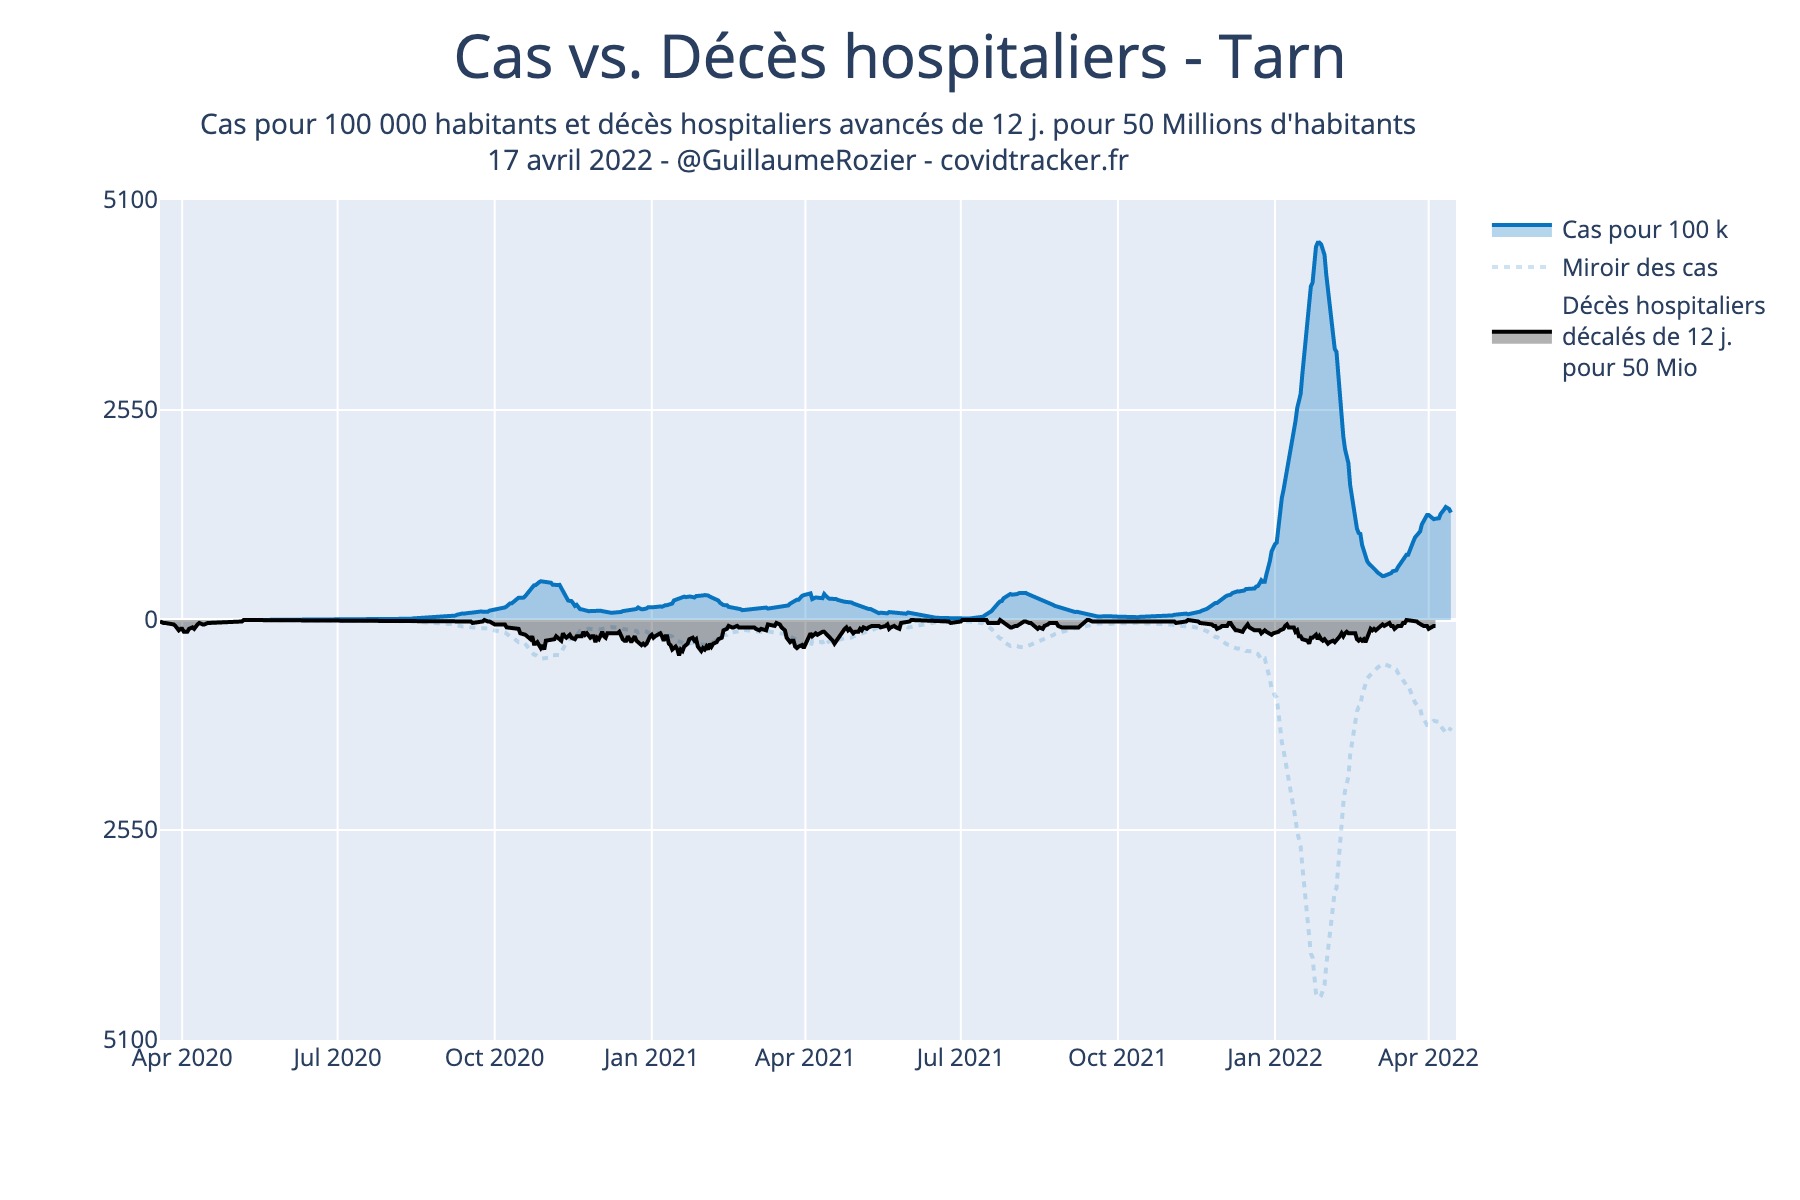 Cas vs. Décès hospitaliers - Tarn
Cas pour 100 000 habitants et décès hospitaliers avancés de 12 j. pour 50 Millions d'habitants
17 avril 2022 - @GuillaumeRozier - covidtracker.fr
5100
2550
0
2550
5100
Apr 2020
Jul 2020
Oct 2020
Jan 2021
Apr 2021
Jul 2021
Oct 2021
Jan 2022
Apr 2022
Cas pour 100 k
Miroir des cas
Décès hospitaliers
décalés de 12 j.
pour 50 Mio